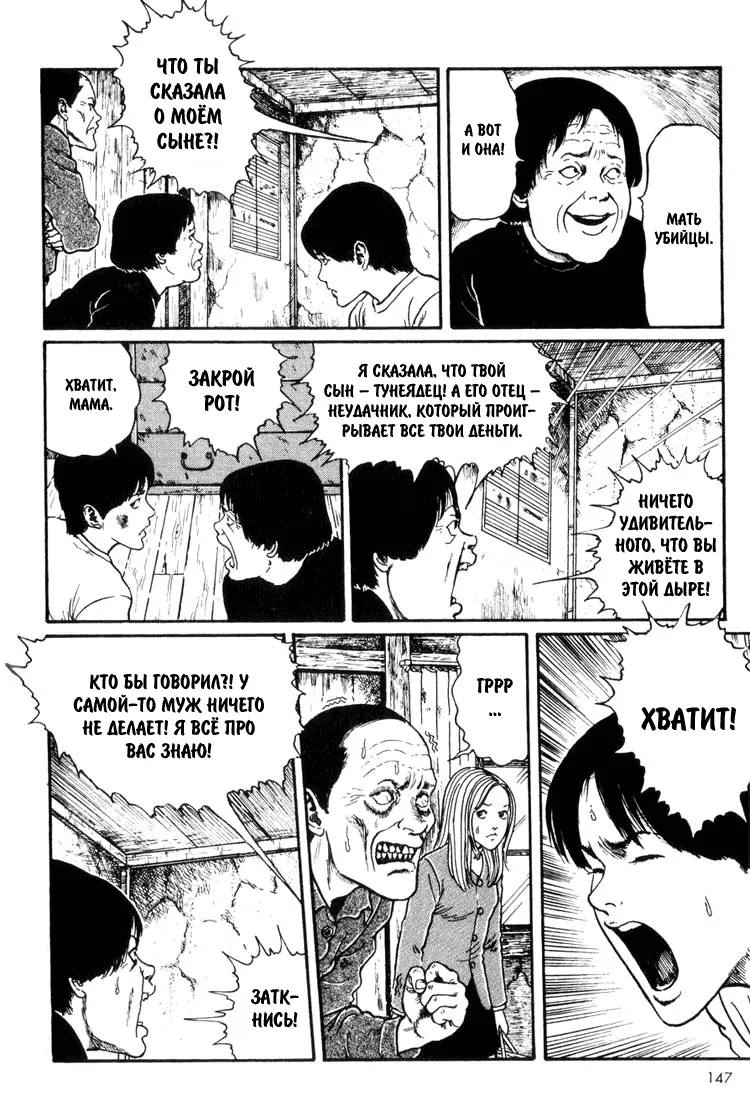 ЧТО ТЫ
СКАЗАЛА
О МОЁМ
СЫНЕ?!
А ВОТ
И ОНА!
МАТЬ
УБИЙЦЫ.
ХВАТИТ,
МАМА.
ЗАКРОЙ
РОТ!
Я СКАЗАЛА, ЧТО ТВОЙ
СЫН – ТУНЕЯДЕЦ! А ЕГО ОТЕЦ –
НЕУДАЧНИК, КОТОРЫЙ ПРОИГ-
РЫВАЕТ ВСЕ ТВОИ ДЕНЬГИ.
НИЧЕГО
УДИВИТЕЛЬ-
НОГО, ЧТО ВЫ
ЖИВЁТЕ В
ЭТОЙ ДЫРЕ!
КТО БЫ ГОВОРИЛ?! У
САМОЙ-ТО МУЖ НИЧЕГО
НЕ ДЕЛАЕТ! Я ВСЁ ПРО
ВАС ЗНАЮ!
ЗАТК-
НИСЬ!
ГРРР
...
ХВАТИТ!
147